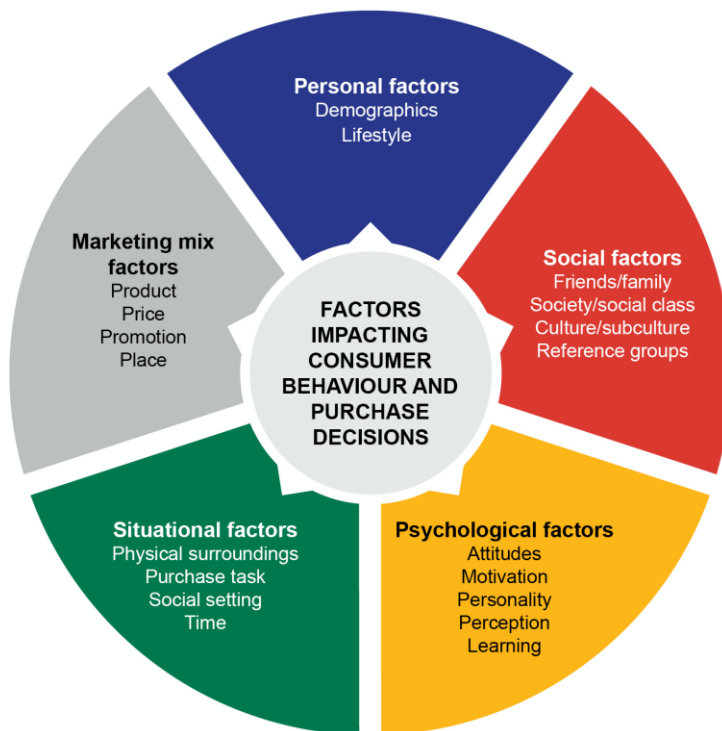 Personal factors
Demographics
Lifestyle
Social factors
Friends/family
Society/social class
Culture/subculture
Reference groups
Psychological factors
Attitudes
Motivation
Personality
Perception
Learning
Situational factors
Physical surroundings
Purchase task
Social setting
Time
Marketing mix
factors
Product
Price
Promotion
Place
FACTORS
IMPACTING
CONSUMER
BEHAVIOUR AND
PURCHASE
DECISIONS